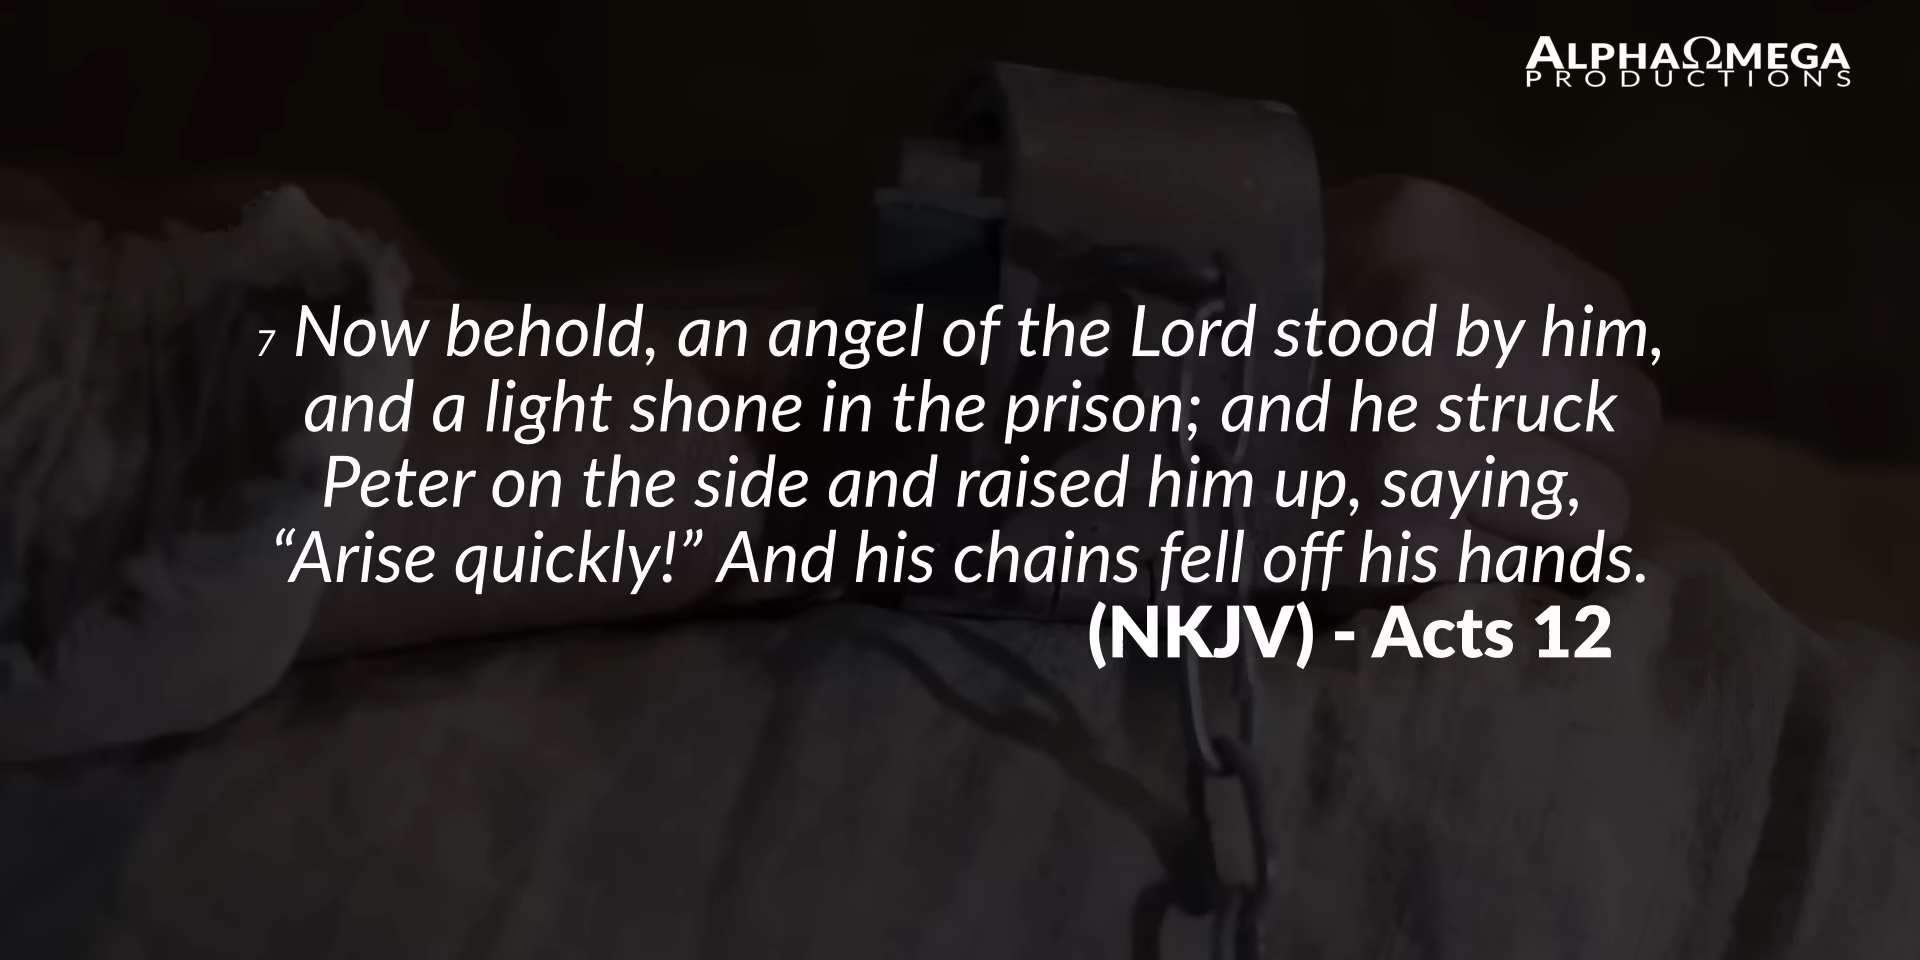 ALPHAΩMEGA
PRODUCTIONS
7 Now behold, an angel of the Lord stood by him,
and a light shone in the prison; and he struck
Peter on the side and raised him up, saying,
“Arise quickly!” And his chains fell off his hands.
(NKJV) - Acts 12